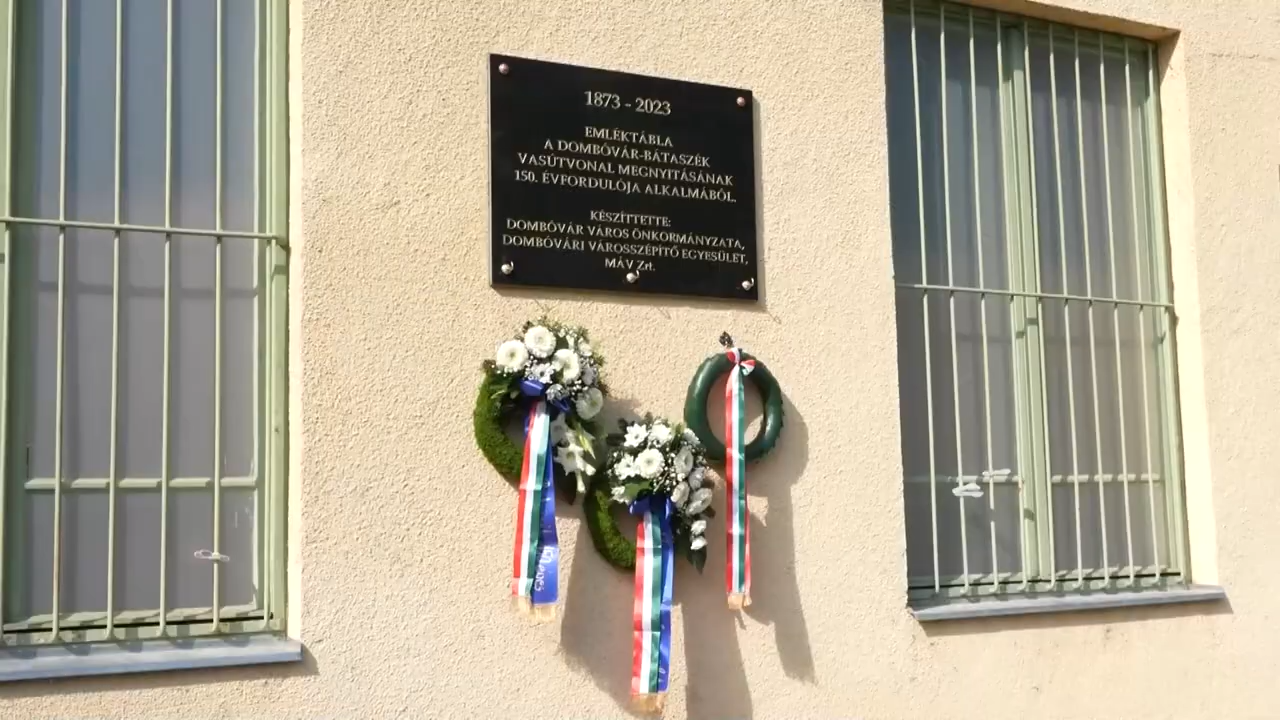 1873 - 2023
EMLÉKTÁBLA
A DOMBÓVÁR-BÁTASZÉK
VASÚTVONAL MEGNYITÁSÁNAK
150. ÉVFORDULÓJA ALKALMÁBÓL.
KÉSZÍTTETTE:
DOMBÓVÁR VÁROS ÖNKORMÁNYZATA,
DOMBÓVÁRI VÁROSSZÉPÍTŐ EGYESÜLET,
MÁV Zrt.